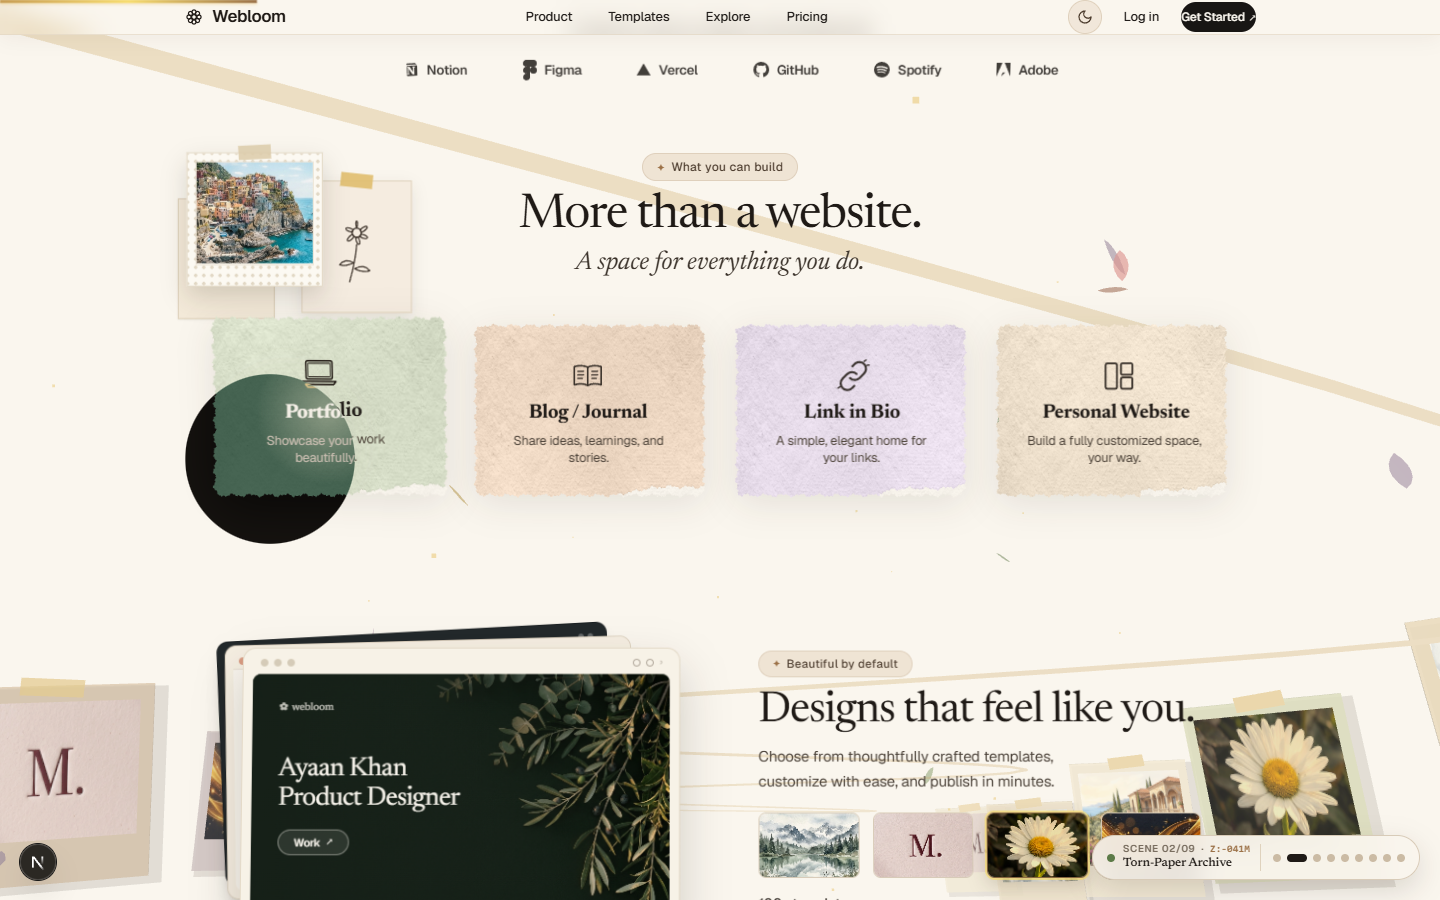 Webloom
Product
Templates
Explore
Pricing
Log in
Get Started ↗
Notion
Figma
Vercel
GitHub
Spotify
Adobe
What you can build
More than a website.
A space for everything you do.
Portfolio
Showcase your work
beautifully.
Blog / Journal
Share ideas, learnings, and
stories.
Link in Bio
A simple, elegant home for
your links.
Personal Website
Build a fully customized space,
your way.
webloom
Ayaan Khan
Product Designer
Work ↗
M.
Beautiful by default
Designs that feel like you.
Choose from thoughtfully crafted templates,
customize with ease, and publish in minutes.
M.
SCENE 02/09 · Z:-041M
Torn-Paper Archive
N